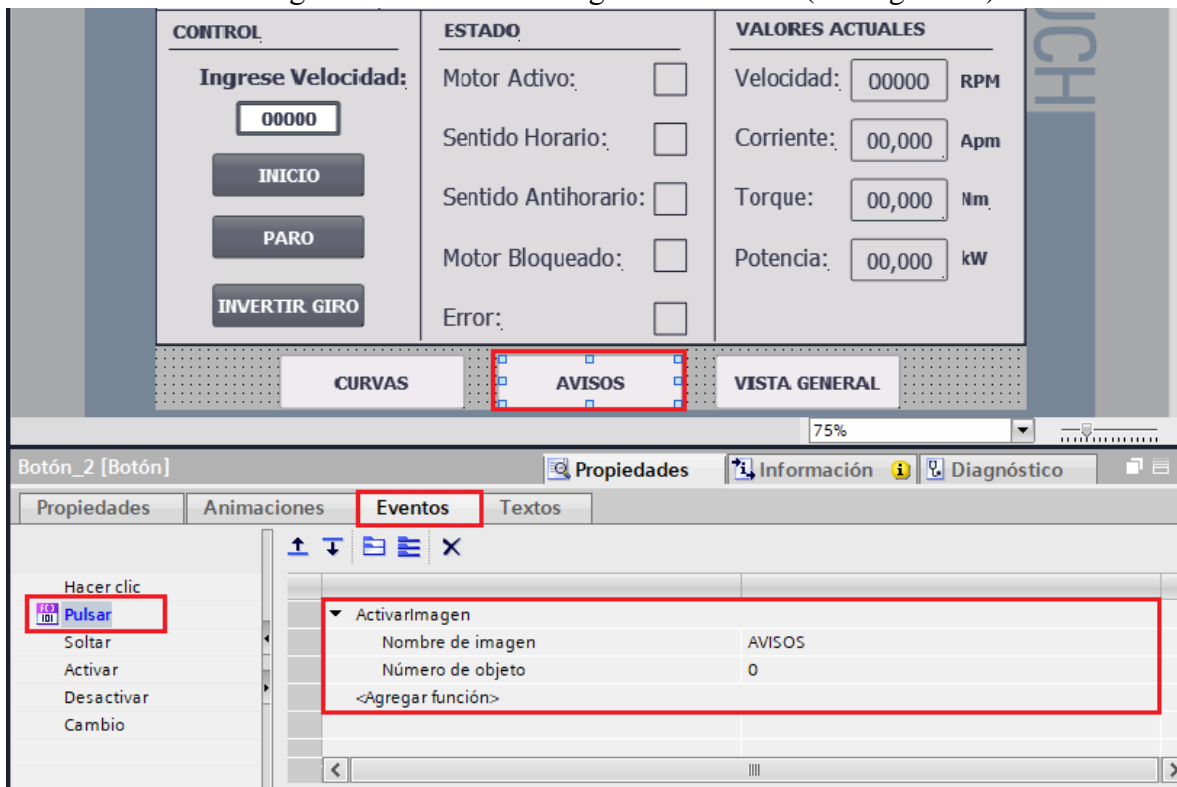 CONTROL
ESTADO
VALORES ACTUALES
UCH
Ingrese Velocidad:
00000
INICIO
PARO
INVERTIR GIRO
Motor Activo:
Sentido Horario:
Sentido Antihorario:
Motor Bloqueado:
Error:
Velocidad: 00000 RPM
Corriente: 00,000 Apm
Torque: 00,000 Nm
Potencia: 00,000 kW
CURVAS
AVISOS
VISTA GENERAL
75%
Botón_2 [Botón]
Propiedades
Información
Diagnóstico
Propiedades
Animaciones
Eventos
Textos
Hacer clic
Pulsar
Soltar
Activar
Desactivar
Cambio
ActivarImagen
Nombre de imagen AVISOS
Número de objeto 0
<Agregar función>